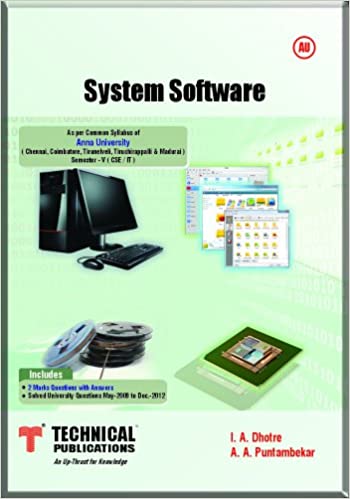 AU
System Software
As per Common Syllabus of
Anna University
( Chennai, Coimbatore, Tirunelveli, Tiruchirappalli & Madurai )
Semester - V ( CSE / IT )
Includes
• 2 Marks Questions with Answers
• Solved University Questions May-2009 to Dec.-2012
TECHNICAL
PUBLICATIONS
An Up-Thrust for Knowledge
I. A. Dhotre
A. A. Puntambekar